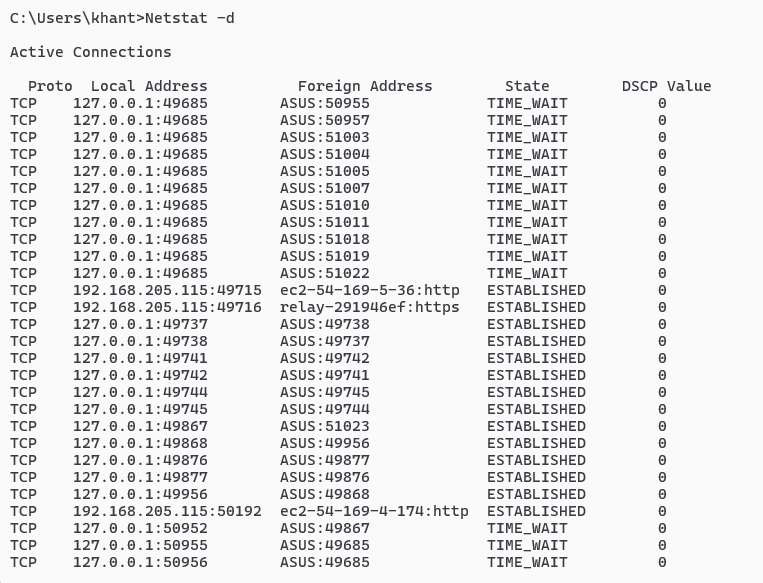 C:\Users\khant>Netstat -d
Active Connections
Proto  Local Address          Foreign Address        State        DSCP Value
TCP    127.0.0.1:49685        ASUS:50955             TIME_WAIT          0
TCP    127.0.0.1:49685        ASUS:50957             TIME_WAIT          0
TCP    127.0.0.1:49685        ASUS:51003             TIME_WAIT          0
TCP    127.0.0.1:49685        ASUS:51004             TIME_WAIT          0
TCP    127.0.0.1:49685        ASUS:51005             TIME_WAIT          0
TCP    127.0.0.1:49685        ASUS:51007             TIME_WAIT          0
TCP    127.0.0.1:49685        ASUS:51010             TIME_WAIT          0
TCP    127.0.0.1:49685        ASUS:51011             TIME_WAIT          0
TCP    127.0.0.1:49685        ASUS:51018             TIME_WAIT          0
TCP    127.0.0.1:49685        ASUS:51019             TIME_WAIT          0
TCP    127.0.0.1:49685        ASUS:51022             TIME_WAIT          0
TCP    192.168.205.115:49715  ec2-54-169-5-36:http   ESTABLISHED        0
TCP    192.168.205.115:49716  relay-291946ef:https   ESTABLISHED        0
TCP    127.0.0.1:49737        ASUS:49738             ESTABLISHED        0
TCP    127.0.0.1:49738        ASUS:49737             ESTABLISHED        0
TCP    127.0.0.1:49741        ASUS:49742             ESTABLISHED        0
TCP    127.0.0.1:49742        ASUS:49741             ESTABLISHED        0
TCP    127.0.0.1:49744        ASUS:49745             ESTABLISHED        0
TCP    127.0.0.1:49745        ASUS:49744             ESTABLISHED        0
TCP    127.0.0.1:49867        ASUS:51023             ESTABLISHED        0
TCP    127.0.0.1:49868        ASUS:49956             ESTABLISHED        0
TCP    127.0.0.1:49876        ASUS:49877             ESTABLISHED        0
TCP    127.0.0.1:49877        ASUS:49876             ESTABLISHED        0
TCP    127.0.0.1:49956        ASUS:49868             ESTABLISHED        0
TCP    192.168.205.115:50192  ec2-54-169-4-174:http  ESTABLISHED        0
TCP    127.0.0.1:50952        ASUS:49867             TIME_WAIT          0
TCP    127.0.0.1:50955        ASUS:49685             TIME_WAIT          0
TCP    127.0.0.1:50956        ASUS:49685             TIME_WAIT          0